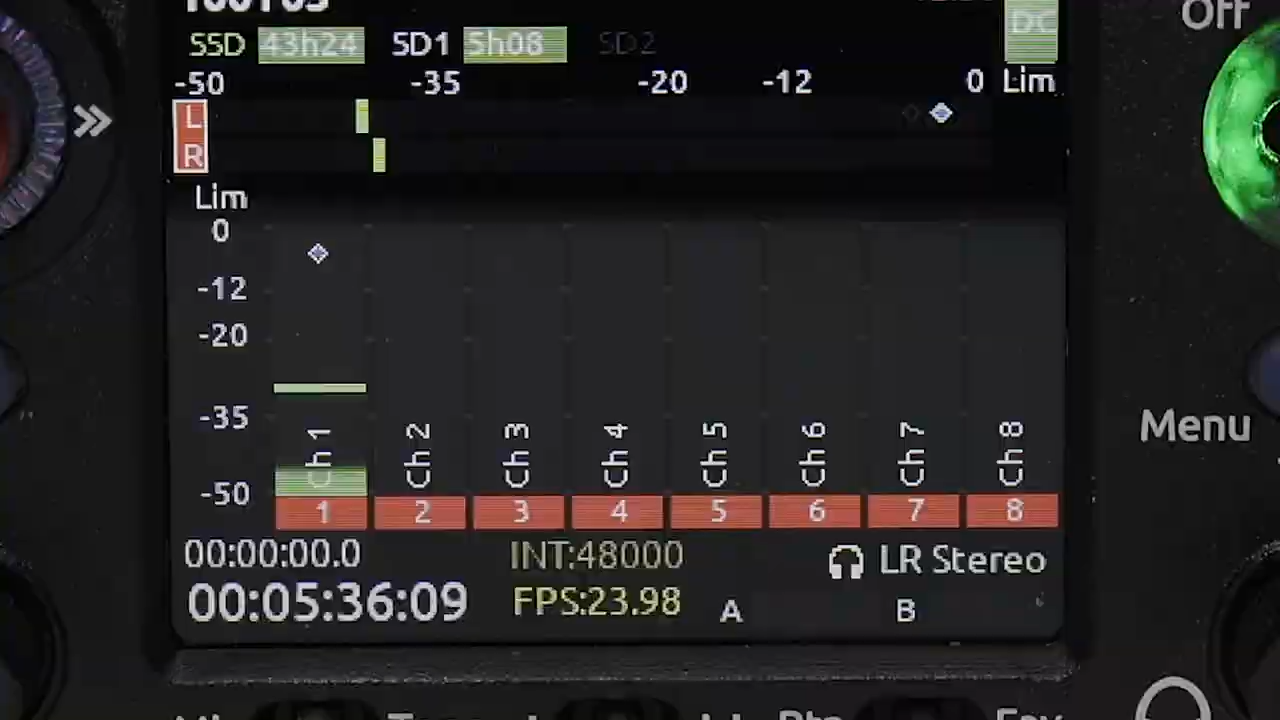 Off
SSD 43h24 SD1 5h08 SD2 DC
-50 -35 -20 -12 0 Lim
L
R
Lim
0
-12
-20
-35
-50
Ch 1 Ch 2 Ch 3 Ch 4 Ch 5 Ch 6 Ch 7 Ch 8
1 2 3 4 5 6 7 8
Menu
00:00:00.0 INT:48000 LR Stereo
00:05:36:09 FPS:23.98 A B